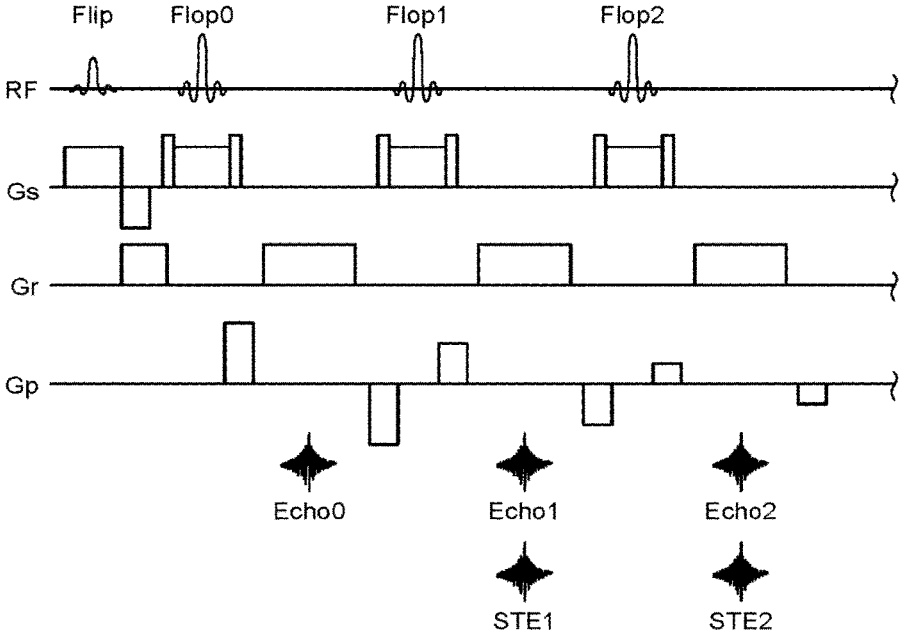 Flip Flop0 Flop1 Flop2
RF
Gs
Gr
Gp
Echo0 Echo1 Echo2
STE1 STE2